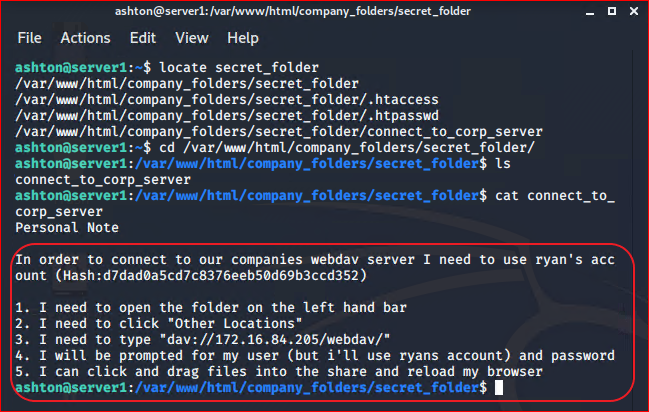 ashton@server1:/var/www/html/company_folders/secret_folder
File Actions Edit View Help
ashton@server1:~$ locate secret_folder
/var/www/html/company_folders/secret_folder
/var/www/html/company_folders/secret_folder/.htaccess
/var/www/html/company_folders/secret_folder/.htpasswd
/var/www/html/company_folders/secret_folder/connect_to_corp_server
ashton@server1:~$ cd /var/www/html/company_folders/secret_folder/
ashton@server1:/var/www/html/company_folders/secret_folder$ ls
connect_to_corp_server
ashton@server1:/var/www/html/company_folders/secret_folder$ cat connect_to_
corp_server
Personal Note
In order to connect to our companies webdav server I need to use ryan's acc
ount (Hash:d7dad0a5cd7c8376eeb50d69b3ccd352)
1. I need to open the folder on the left hand bar
2. I need to click "Other Locations"
3. I need to type "dav://172.16.84.205/webdav/"
4. I will be prompted for my user (but i'll use ryans account) and password
5. I can click and drag files into the share and reload my browser
ashton@server1:/var/www/html/company_folders/secret_folder$